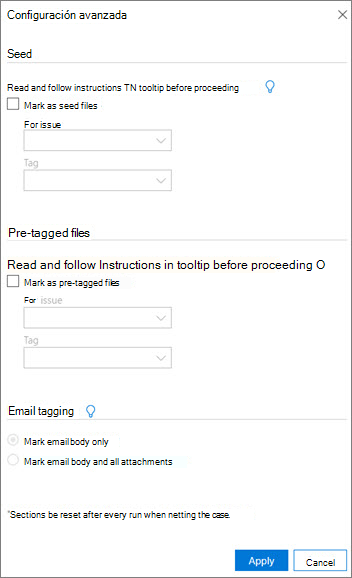 Configuración avanzada
Seed
Read and follow instructions TN tooltip before proceeding
Mark as seed files
For issue
Tag
Pre-tagged files
Read and follow Instructions in tooltip before proceeding O
Mark as pre-tagged files
For issue
Tag
Email tagging
Mark email body only
Mark email body and all attachments
*Sections be reset after every run when netting the case.
Apply Cancel